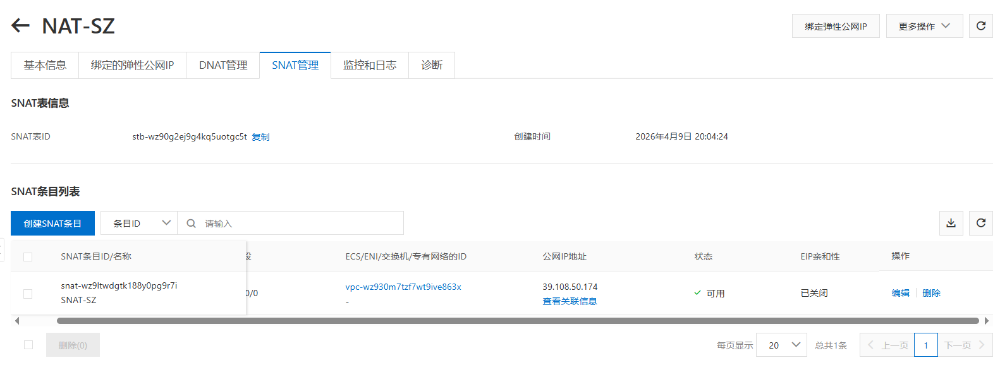 NAT-SZ
绑定弹性公网IP
更多操作
基本信息
绑定的弹性公网IP
DNAT管理
SNAT管理
监控和日志
诊断
SNAT表信息
SNAT表ID
stb-wz90g2ej9g4kq5uotgc5t 复制
创建时间
2026年4月9日 20:04:24
SNAT条目列表
创建SNAT条目
条目ID
请输入
SNAT条目ID/名称
段
ECS/ENI/交换机/专有网络的ID
公网IP地址
状态
EIP亲和性
操作
snat-wz9ltwdgtk188y0pg9r7i
SNAT-SZ
0/0
vpc-wz930m7tzf7wt9ive863x
-
39.108.50.174
查看关联信息
可用
已关闭
编辑
删除
删除(0)
每页显示
20
总共1条
上一页
1
下一页